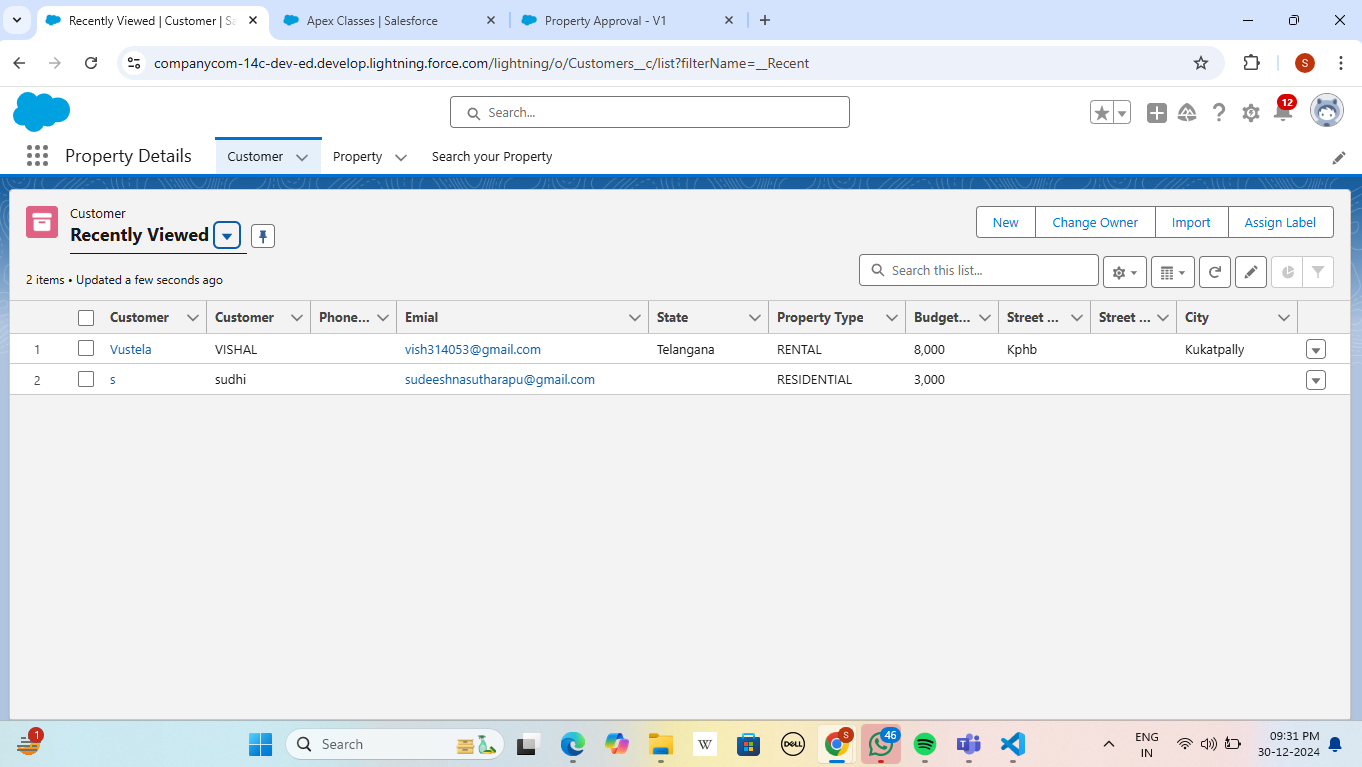 Recently Viewed | Customer | Sa
Apex Classes | Salesforce
Property Approval - V1
companycom-14c-dev-ed.develop.lightning.force.com/lightning/o/Customers__c/list?filterName=__Recent
S
Search...
12
Property Details
Customer
Property
Search your Property
Customer
Recently Viewed
New
Change Owner
Import
Assign Label
2 items • Updated a few seconds ago
Search this list...
Customer Customer Phone... Emial State Property Type Budget... Street ... Street ... City
1 Vustela VISHAL vish314053@gmail.com Telangana RENTAL 8,000 Kphb Kukatpally
2 s sudhi sudeeshnasutharapu@gmail.com RESIDENTIAL 3,000
1
Search
W
DELL
S
46
ENG
IN
09:31 PM
30-12-2024